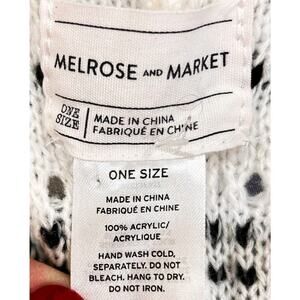 MELROSE AND MARKET
ONE SIZE
MADE IN CHINA
FABRIQUÉ EN CHINE
ONE SIZE
MADE IN CHINA
FABRIQUÉ EN CHINE
100% ACRYLIC/
ACRYLIQUE
HAND WASH COLD,
SEPARATELY. DO NOT
BLEACH. HANG TO DRY.
DO NOT IRON.